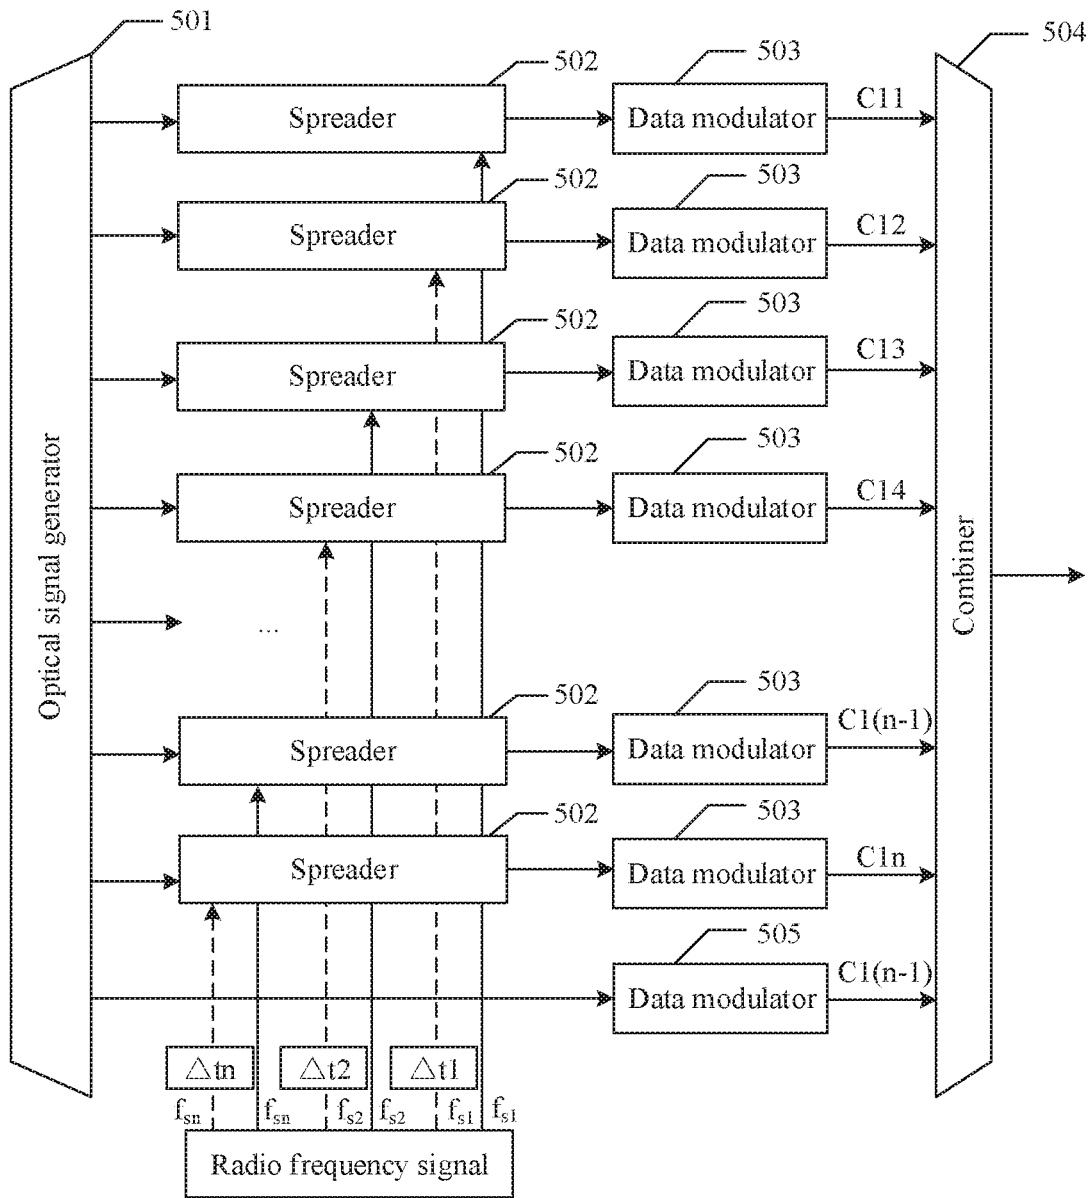 501
502
503
504
Spreader
Data modulator
C11
502
503
Spreader
Data modulator
C12
502
503
Spreader
Data modulator
C13
502
503
Spreader
Data modulator
C14
Optical signal generator
...
Combiner
502
503
Spreader
Data modulator
C1(n-1)
502
503
Spreader
Data modulator
C1n
505
Data modulator
C1(n-1)
△tn
△t2
△t1
fsn
fsn
fs2
fs2
fs1
fs1
Radio frequency signal